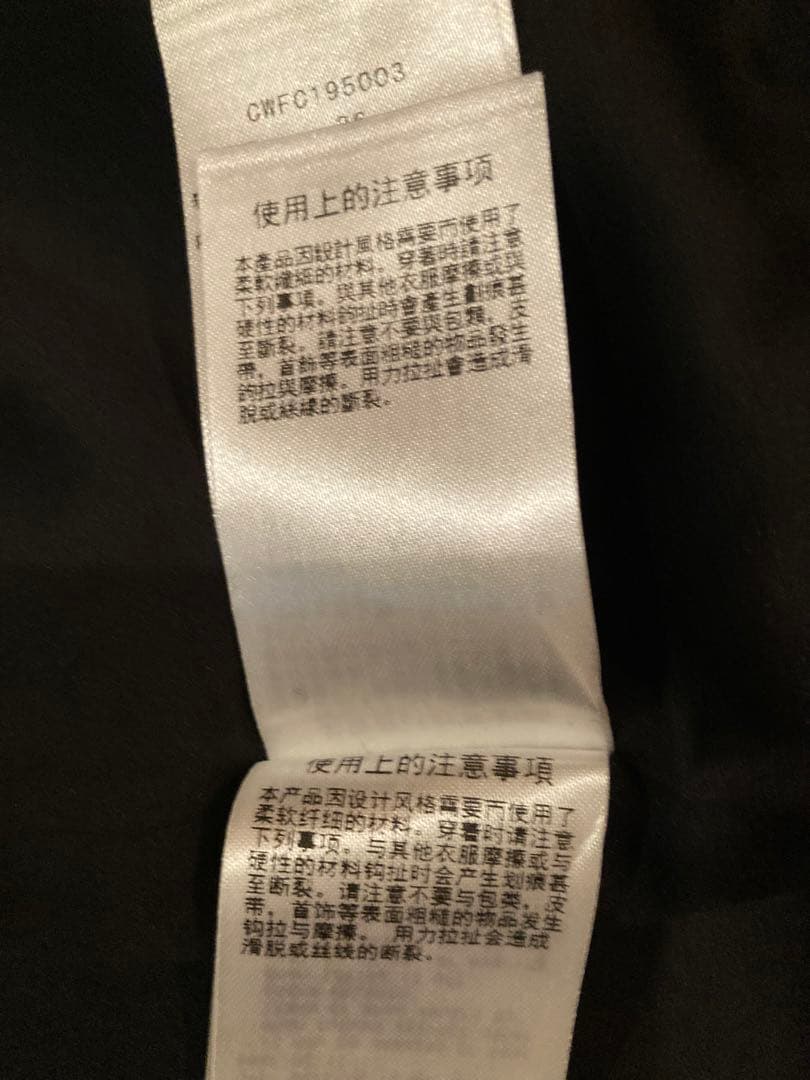 CWFC195003
使用上的注意事项
本產品因設計風格需要而使用了
柔軟纖細的材料。穿著時請注意
下列事項。與其他衣服摩擦或與
硬性的材料鈎扯時會產生劃痕甚
至斷裂。請注意不要與包類，皮
帶，首飾等表面粗糙的物品發生
鈎拉與摩擦。用力拉扯會造成滑
脫或絲線的斷裂。
使用上的注意事項
本产品因设计风格需要而使用了
柔软纤细的材料。穿着时请注意
下列事项。与其他衣服摩擦或与
硬性的材料钩扯时会产生划痕甚
至断裂。请注意不要与包类，皮
带，首饰等表面粗糙的物品发生
钩拉与摩擦。用力拉扯会造成
滑脱或丝线的断裂。